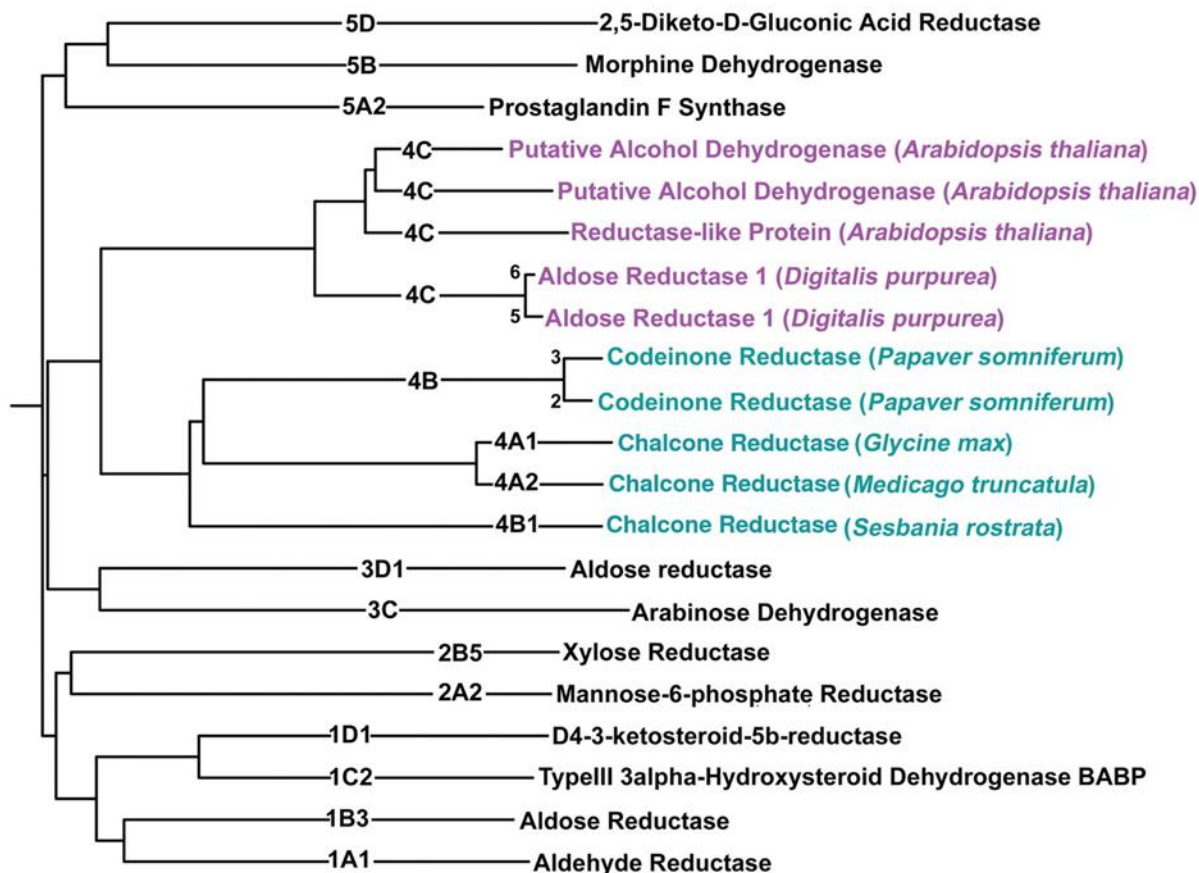 5D 2,5-Diketo-D-Gluconic Acid Reductase
5B Morphine Dehydrogenase
5A2 Prostaglandin F Synthase
4C Putative Alcohol Dehydrogenase (Arabidopsis thaliana)
4C Putative Alcohol Dehydrogenase (Arabidopsis thaliana)
4C Reductase-like Protein (Arabidopsis thaliana)
6 Aldose Reductase 1 (Digitalis purpurea)
4C
5 Aldose Reductase 1 (Digitalis purpurea)
3 Codeinone Reductase (Papaver somniferum)
4B
2 Codeinone Reductase (Papaver somniferum)
4A1 Chalcone Reductase (Glycine max)
4A2 Chalcone Reductase (Medicago truncatula)
4B1 Chalcone Reductase (Sesbania rostrata)
3D1 Aldose reductase
3C Arabinose Dehydrogenase
2B5 Xylose Reductase
2A2 Mannose-6-phosphate Reductase
1D1 D4-3-ketosteroid-5b-reductase
1C2 TypeIII 3alpha-Hydroxysteroid Dehydrogenase BABP
1B3 Aldose Reductase
1A1 Aldehyde Reductase